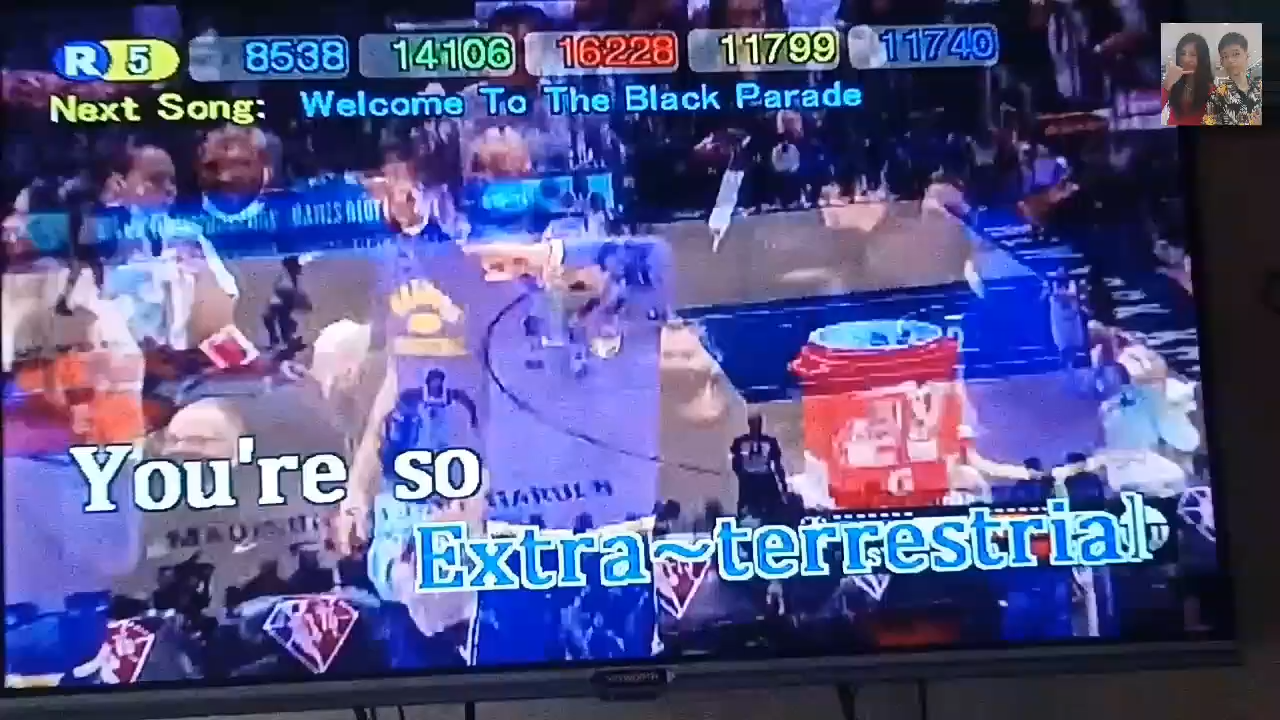 R 5 8538 14106 16228 11799 11740
Next Song: Welcome To The Black Parade
You're so
Extra~terrestrial